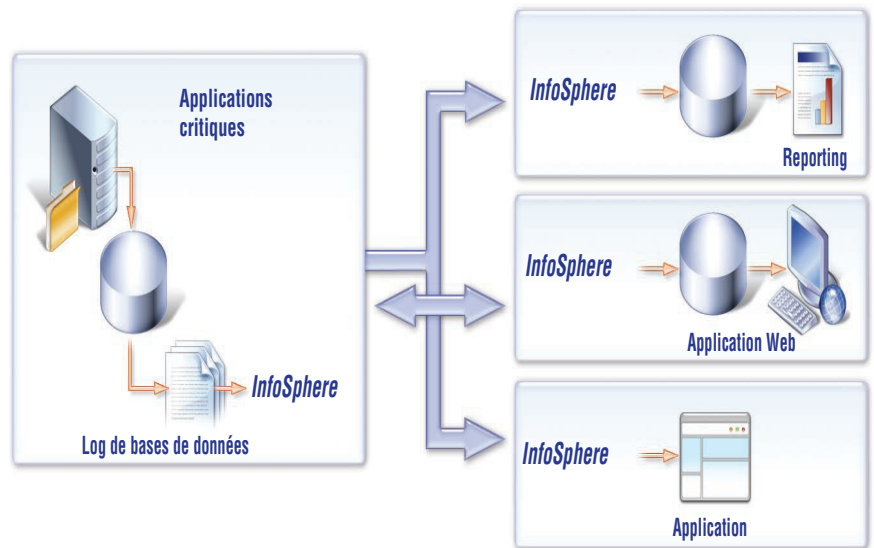 Applications
critiques
InfoSphere
Log de bases de données
InfoSphere
Reporting
InfoSphere
Application Web
InfoSphere
Application